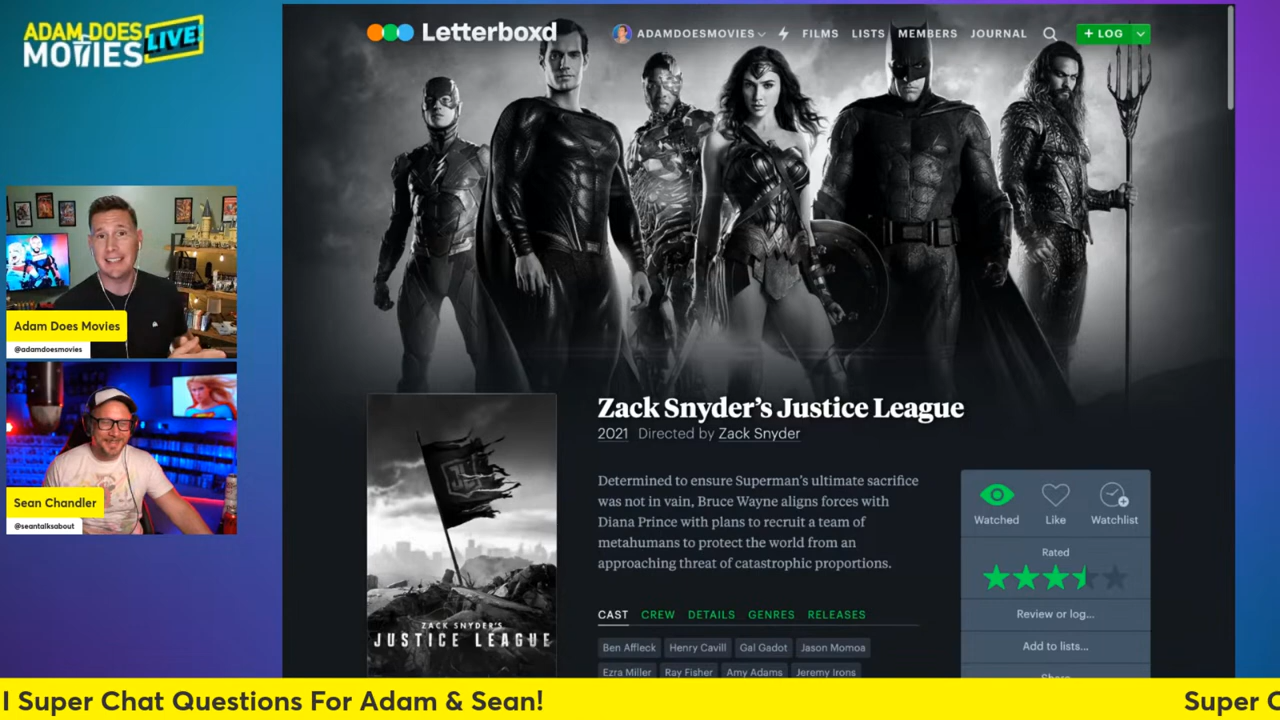 ADAM DOES
MOVIES LIVE!
Letterboxd
ADAMDOESMOVIES FILMS LISTS MEMBERS JOURNAL + LOG
Adam Does Movies
@adamdoesmovies
Sean Chandler
@seantalksabout
ZACK SNYDER'S
JUSTICE LEAGUE
Zack Snyder's Justice League
2021 Directed by Zack Snyder
Determined to ensure Superman's ultimate sacrifice
was not in vain, Bruce Wayne aligns forces with
Diana Prince with plans to recruit a team of
metahumans to protect the world from an
approaching threat of catastrophic proportions.
CAST CREW DETAILS GENRES RELEASES
Ben Affleck Henry Cavill Gal Gadot Jason Momoa
Ezra Miller Ray Fisher Amy Adams Jeremy Irons
Watched Like Watchlist
Rated
Review or log...
Add to lists...
Share
l Super Chat Questions For Adam & Sean!
Super